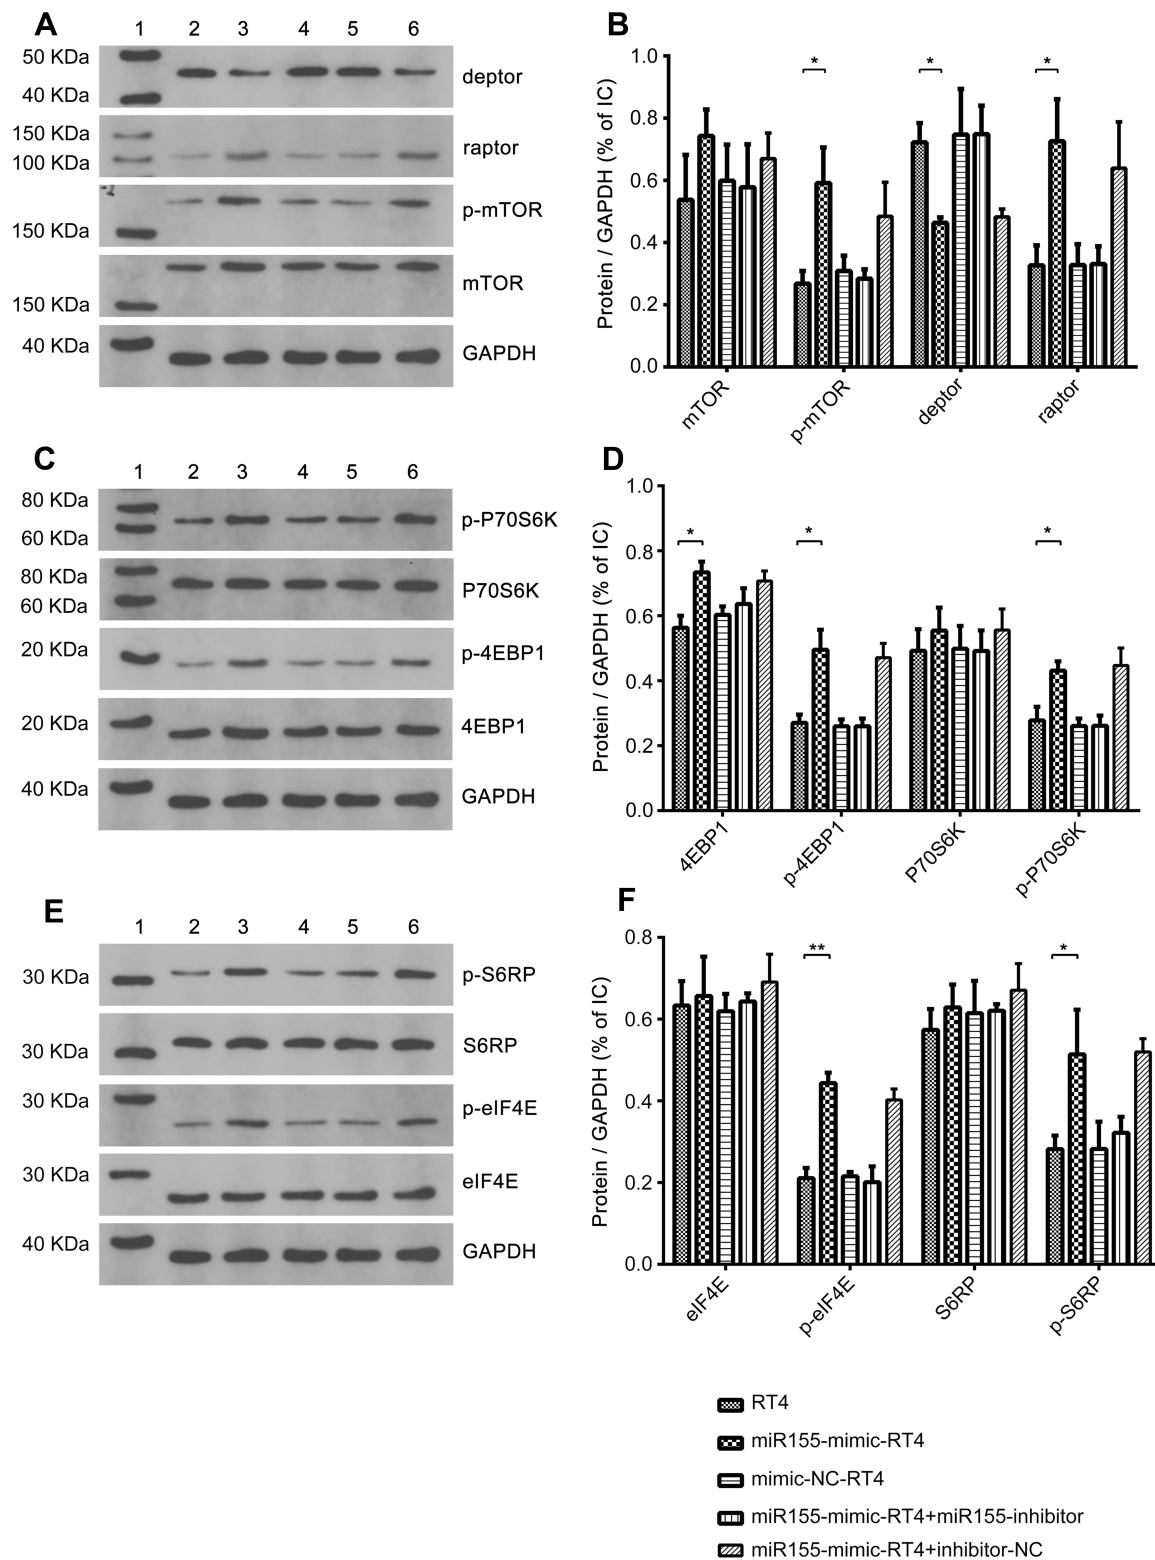 A
1 2 3 4 5 6
50 KDa
40 KDa
deptor
150 KDa
100 KDa
raptor
150 KDa
p-mTOR
150 KDa
mTOR
40 KDa
GAPDH
B
Protein / GAPDH (% of IC)
1.0
0.8
0.6
0.4
0.2
0.0
* * *
mTOR p-mTOR deptor raptor
C
1 2 3 4 5 6
80 KDa
60 KDa
p-P70S6K
80 KDa
60 KDa
P70S6K
20 KDa
p-4EBP1
20 KDa
4EBP1
40 KDa
GAPDH
D
Protein / GAPDH (% of IC)
1.0
0.8
0.6
0.4
0.2
0.0
* * *
4EBP1 p-4EBP1 P70S6K p-P70S6K
E
1 2 3 4 5 6
30 KDa
p-S6RP
30 KDa
S6RP
30 KDa
p-eIF4E
30 KDa
eIF4E
40 KDa
GAPDH
F
Protein / GAPDH (% of IC)
0.8
0.6
0.4
0.2
0.0
** *
eIF4E p-eIF4E S6RP p-S6RP
RT4
miR155-mimic-RT4
mimic-NC-RT4
miR155-mimic-RT4+miR155-inhibitor
miR155-mimic-RT4+inhibitor-NC